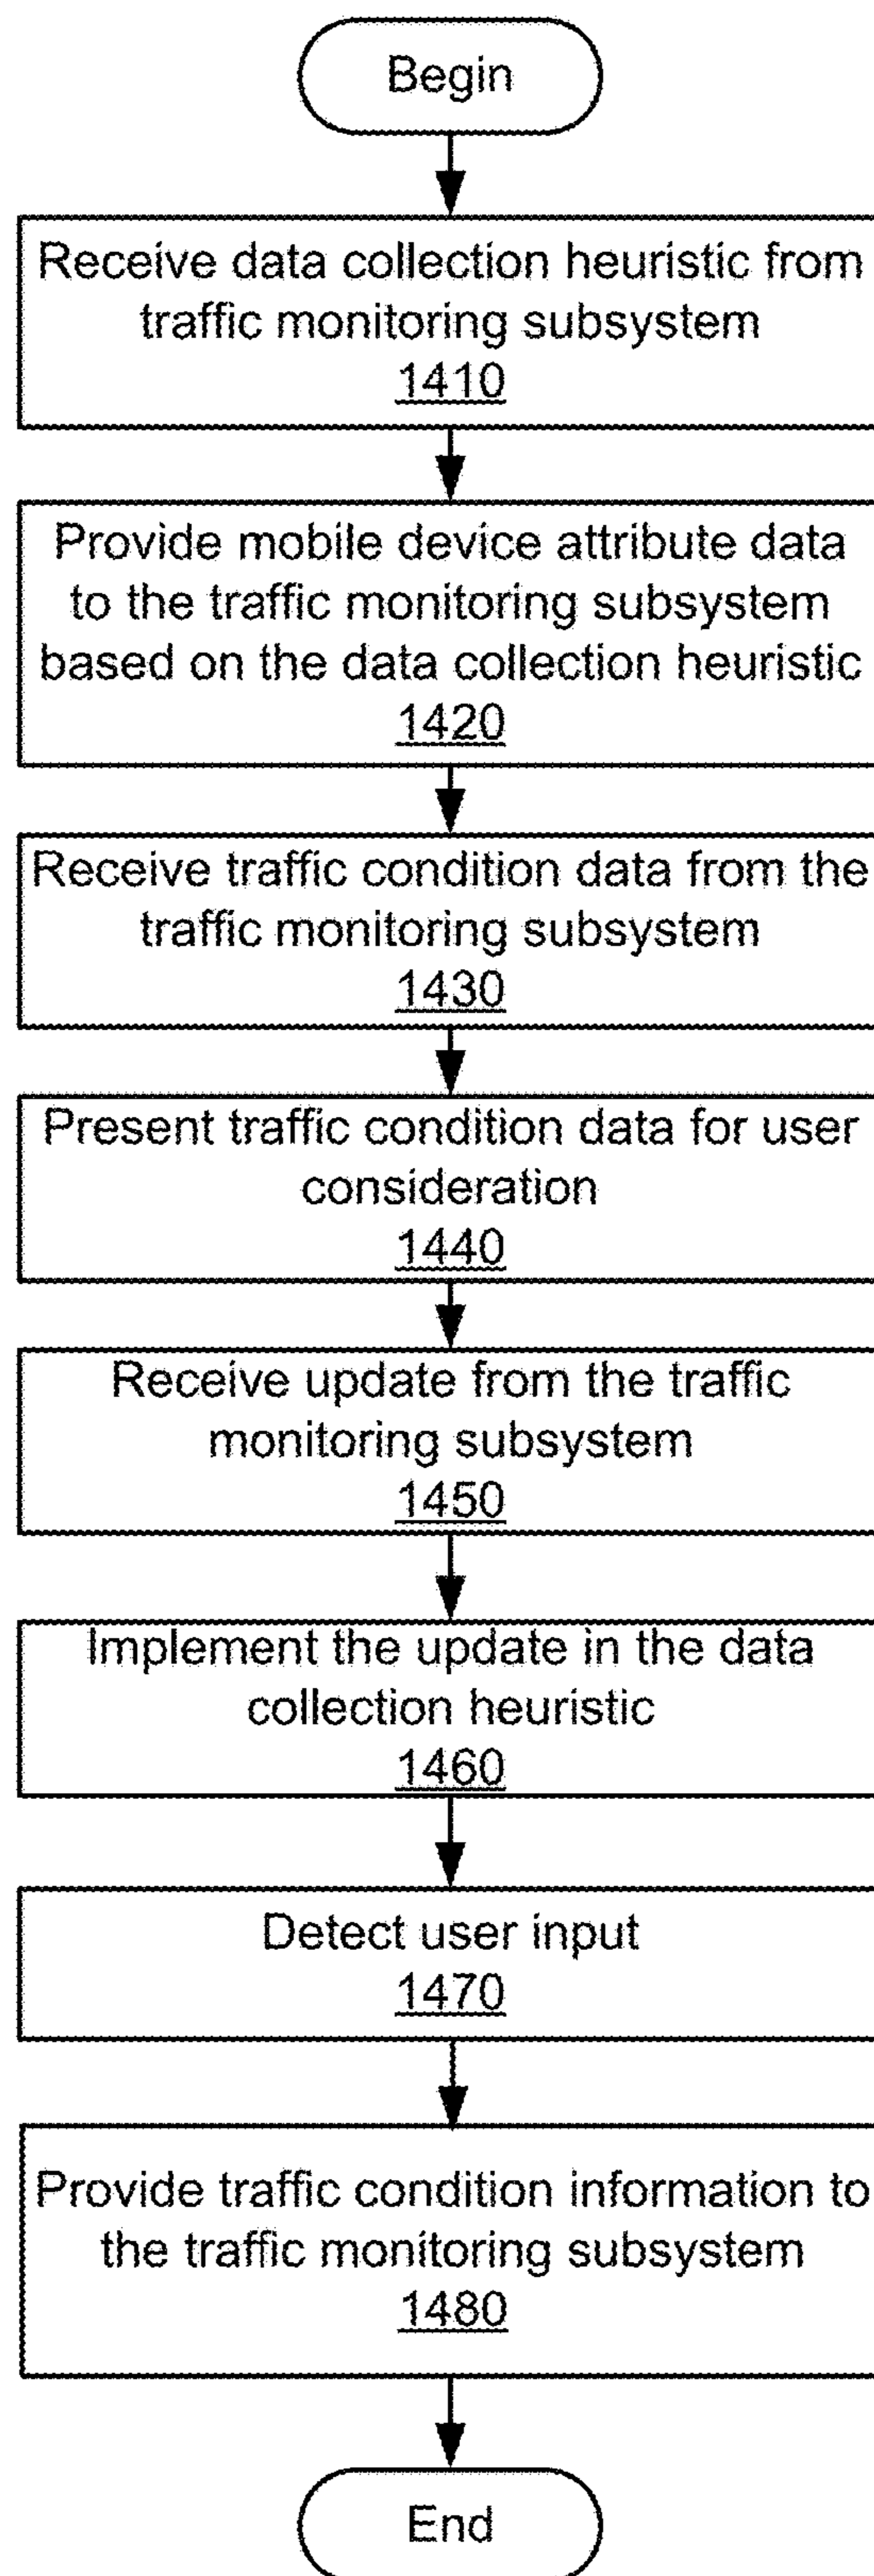 Begin
Receive data collection heuristic from
traffic monitoring subsystem
1410
Provide mobile device attribute data
to the traffic monitoring subsystem
based on the data collection heuristic
1420
Receive traffic condition data from the
traffic monitoring subsystem
1430
Present traffic condition data for user
consideration
1440
Receive update from the traffic
monitoring subsystem
1450
Implement the update in the data
collection heuristic
1460
Detect user input
1470
Provide traffic condition information to
the traffic monitoring subsystem
1480
End